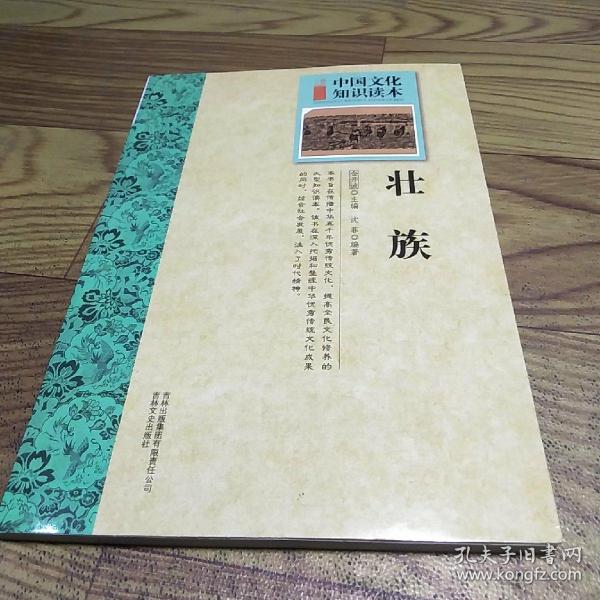 中国文化
知识读本
壮族
金开诚◎主编 沈菲◎编著
本书旨在传播中华五千年优秀传统文化，提高全民文化修养的
大型知识读本。该书在深入挖掘和整理中华优秀传统文化成果
的同时，结合社会发展，注入了时代精神。
吉林出版集团有限责任公司
吉林文史出版社
孔夫子旧书网
www.kongfz.com